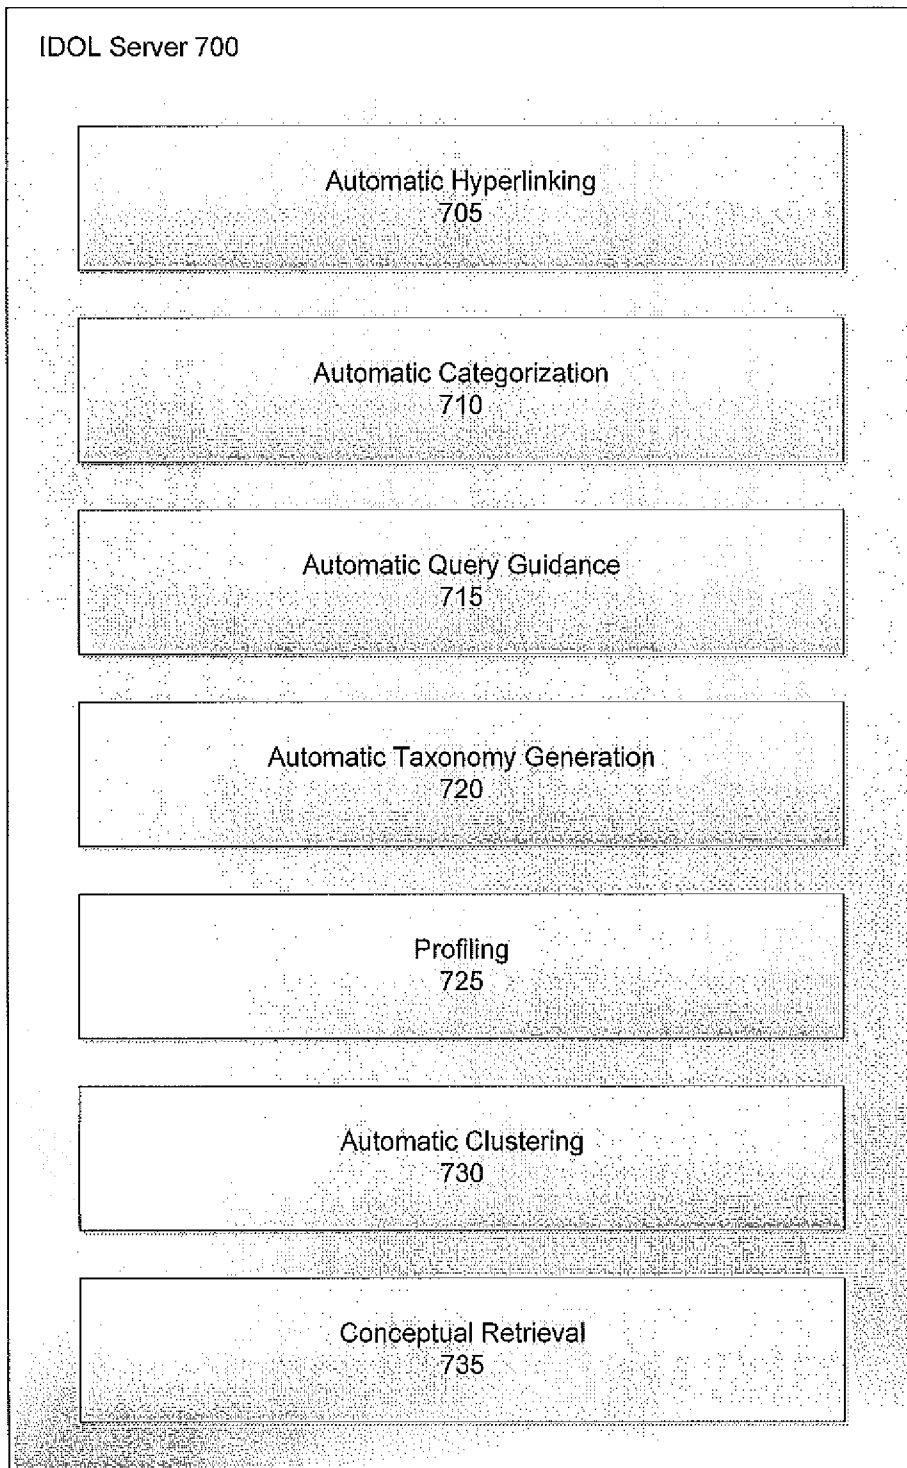 IDOL Server 700
Automatic Hyperlinking
705
Automatic Categorization
710
Automatic Query Guidance
715
Automatic Taxonomy Generation
720
Profiling
725
Automatic Clustering
730
Conceptual Retrieval
735